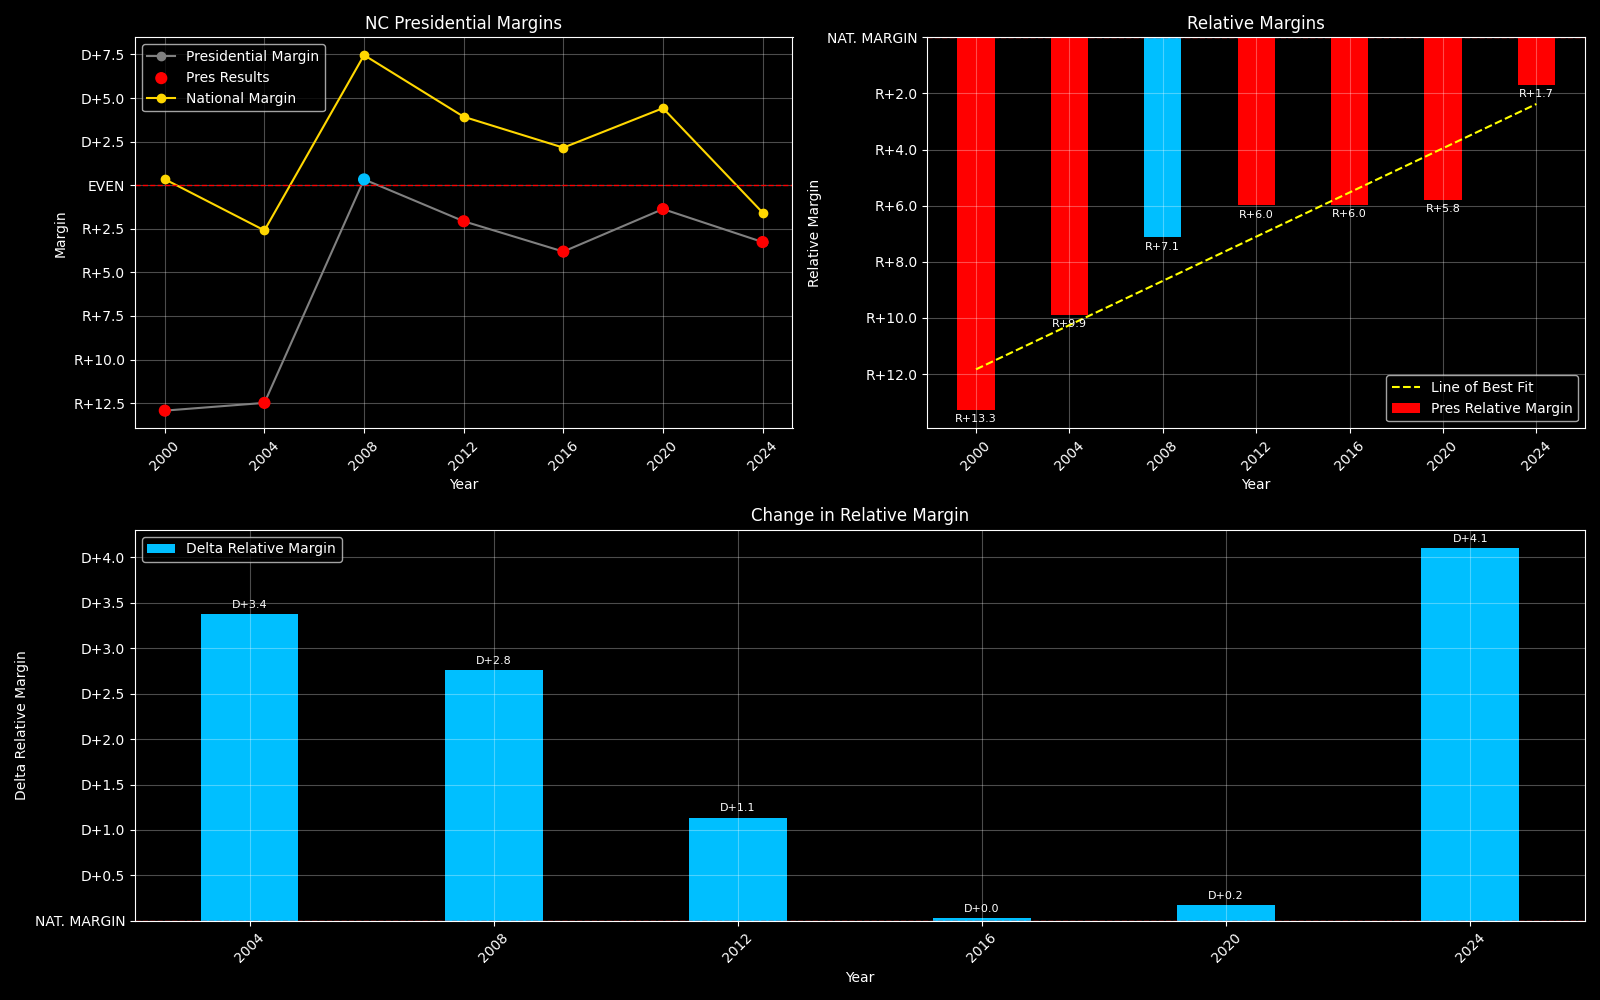 NC Presidential Margins
Margin
D+7.5
D+5.0
D+2.5
EVEN
R+2.5
R+5.0
R+7.5
R+10.0
R+12.5
Presidential Margin
Pres Results
National Margin
2000
2004
2008
2012
2016
2020
2024
Year
Relative Margins
Relative Margin
NAT. MARGIN
R+2.0
R+4.0
R+6.0
R+8.0
R+10.0
R+12.0
R+13.3
R+9.9
R+7.1
R+6.0
R+6.0
R+5.8
R+1.7
Line of Best Fit
Pres Relative Margin
2000
2004
2008
2012
2016
2020
2024
Year
Change in Relative Margin
Delta Relative Margin
D+4.0
D+3.5
D+3.0
D+2.5
D+2.0
D+1.5
D+1.0
D+0.5
NAT. MARGIN
Delta Relative Margin
D+3.4
D+2.8
D+1.1
D+0.0
D+0.2
D+4.1
2004
2008
2012
2016
2020
2024
Year